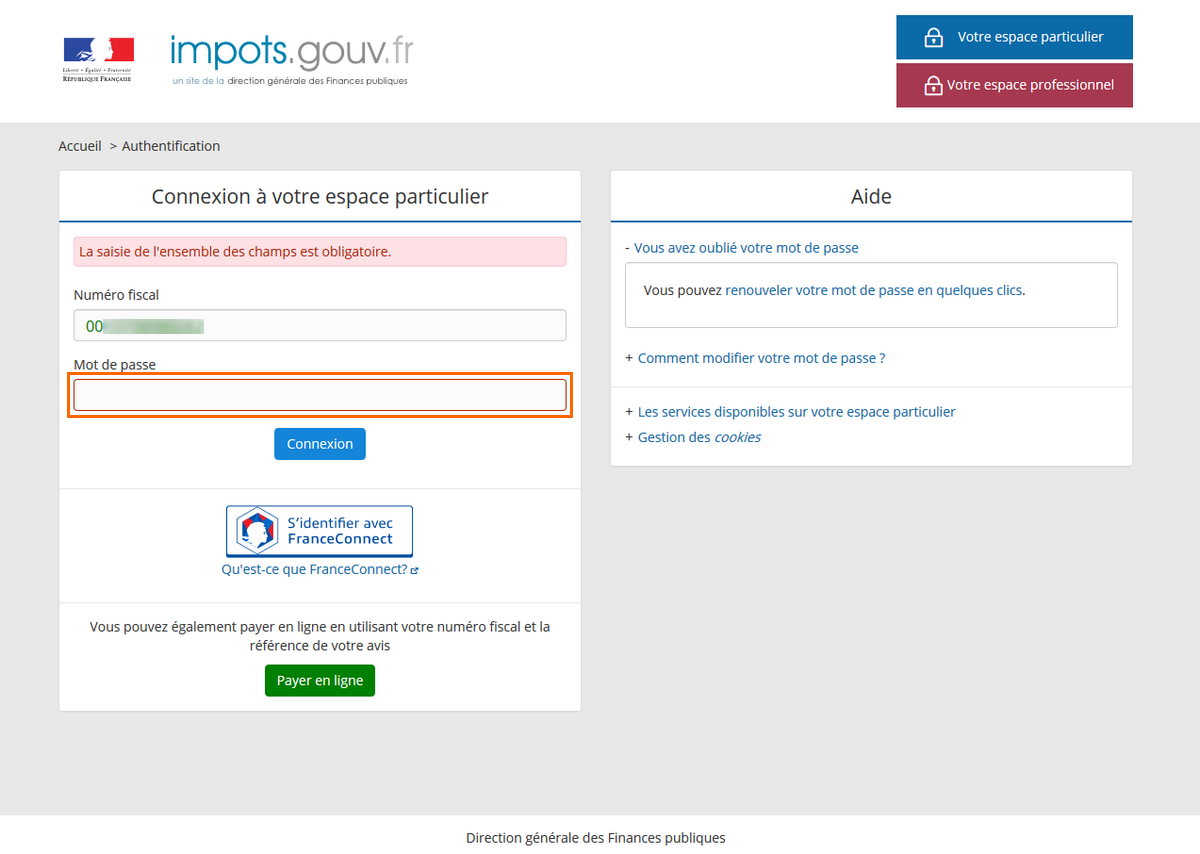 Liberté • Égalité • Fraternité
RÉPUBLIQUE FRANÇAISE
impots.gouv.fr
un site de la direction générale des Finances publiques
Votre espace particulier
Votre espace professionnel
Accueil > Authentification
Connexion à votre espace particulier
La saisie de l'ensemble des champs est obligatoire.
Numéro fiscal
00
Mot de passe
Connexion
S'identifier avec
FranceConnect
Qu'est-ce que FranceConnect?
Vous pouvez également payer en ligne en utilisant votre numéro fiscal et la
référence de votre avis
Payer en ligne
Aide
- Vous avez oublié votre mot de passe
Vous pouvez renouveler votre mot de passe en quelques clics.
+ Comment modifier votre mot de passe ?
+ Les services disponibles sur votre espace particulier
+ Gestion des cookies
Direction générale des Finances publiques